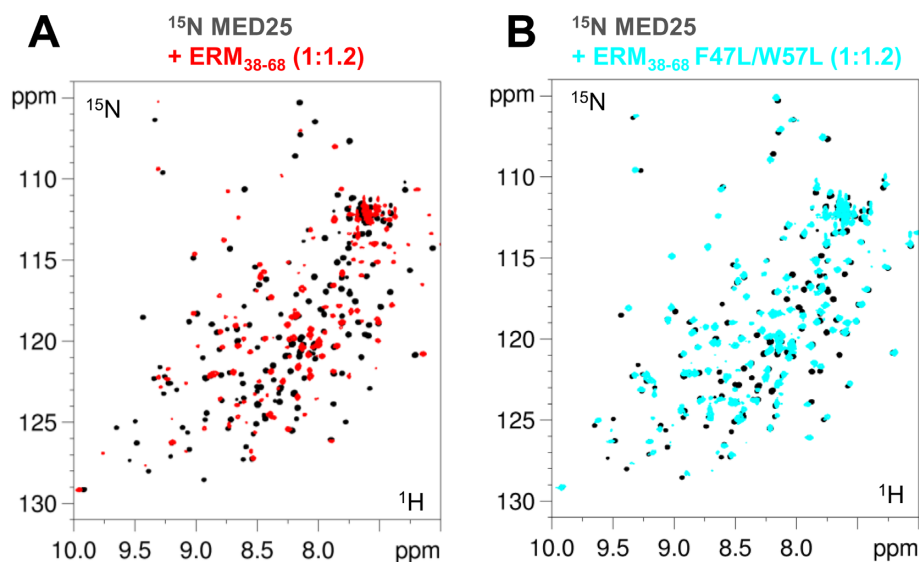 A
¹⁵N MED25
+ ERM₃₈₋₆₈ (1:1.2)
ppm
¹⁵N
110
115
120
125
130
¹H
10.0 9.5 9.0 8.5 8.0 ppm
B
¹⁵N MED25
+ ERM₃₈₋₆₈ F47L/W57L (1:1.2)
ppm
¹⁵N
110
115
120
125
130
¹H
10.0 9.5 9.0 8.5 8.0 ppm